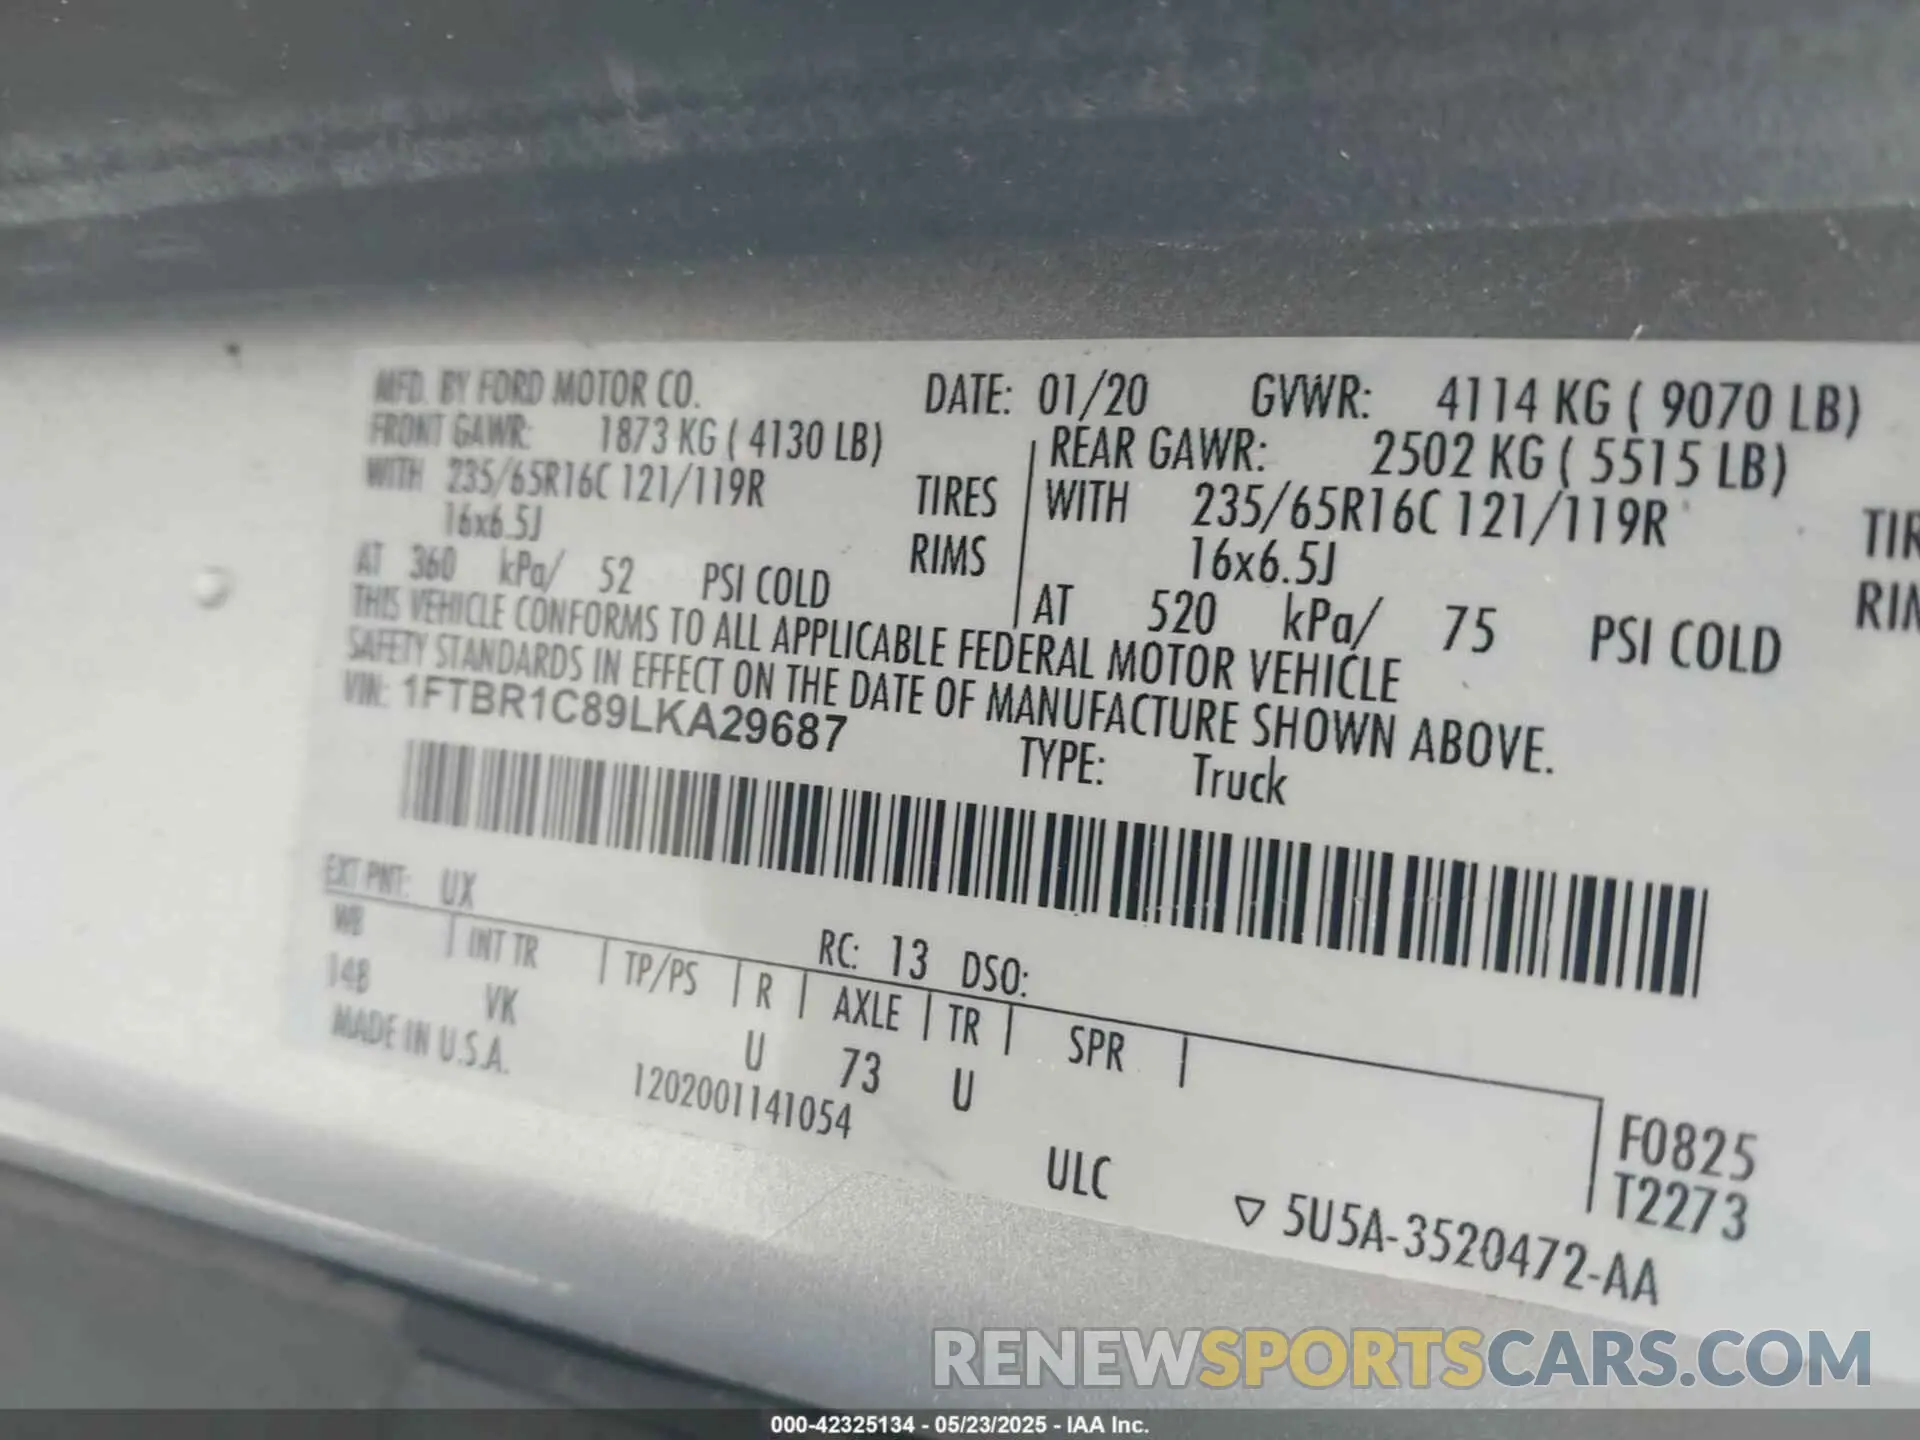 MFD. BY FORD MOTOR CO. DATE: 01/20 GVWR: 4114 KG ( 9070 LB)
FRONT GAWR: 1873 KG ( 4130 LB) REAR GAWR: 2502 KG ( 5515 LB)
WITH 235/65R16C 121/119R TIRES WITH 235/65R16C 121/119R TIR
16x6.5J RIMS 16x6.5J RIM
AT 360 kPa/ 52 PSI COLD AT 520 kPa/ 75 PSI COLD
THIS VEHICLE CONFORMS TO ALL APPLICABLE FEDERAL MOTOR VEHICLE
SAFETY STANDARDS IN EFFECT ON THE DATE OF MANUFACTURE SHOWN ABOVE.
VIN: 1FTBR1C89LKA29687 TYPE: Truck
EXT PNT: UX RC: 13 DSO:
WB INT TR TP/PS R AXLE TR SPR
148 VK U 73 U
F0825
T2273
MADE IN U.S.A. 1202001141054 ULC
▽ 5U5A-3520472-AA
RENEWSPORTSCARS.COM
000-42325134 - 05/23/2025 - IAA Inc.